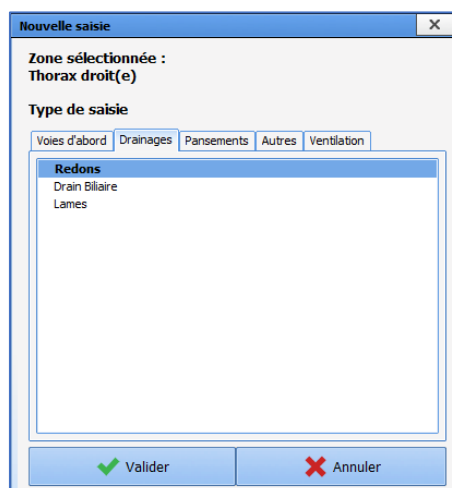 Nouvelle saisie
Zone sélectionnée :
Thorax droit(e)
Type de saisie
Voies d'abord Drainages Pansements Autres Ventilation
Redons
Drain Biliaire
Lames
Valider Annuler